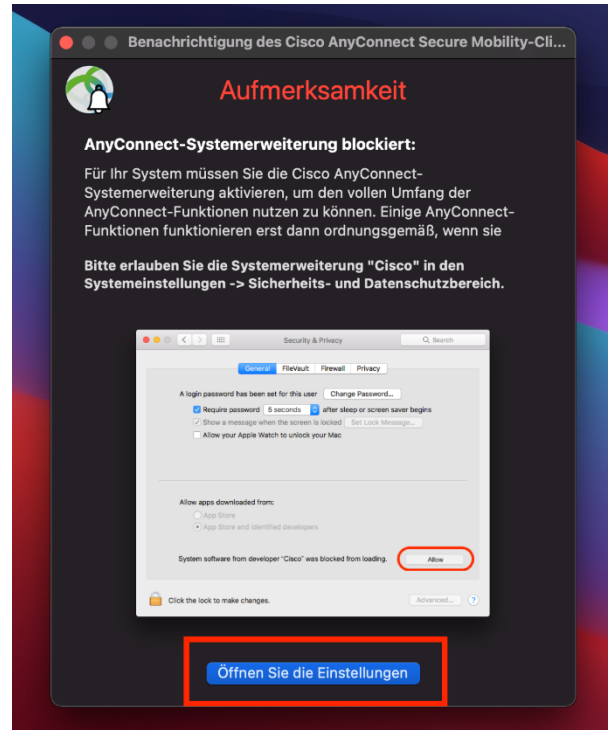 Benachrichtigung des Cisco AnyConnect Secure Mobility-Cli...
Aufmerksamkeit
AnyConnect-Systemerweiterung blockiert:
Für Ihr System müssen Sie die Cisco AnyConnect-
Systemerweiterung aktivieren, um den vollen Umfang der
AnyConnect-Funktionen nutzen zu können. Einige AnyConnect-
Funktionen funktionieren erst dann ordnungsgemäß, wenn sie
Bitte erlauben Sie die Systemerweiterung "Cisco" in den
Systemeinstellungen -> Sicherheits- und Datenschutzbereich.
Security & Privacy
Search
General FileVault Firewall Privacy
A login password has been set for this user Change Password...
Require password 5 seconds after sleep or screen saver begins
Show a message when the screen is locked Set Lock Message...
Allow your Apple Watch to unlock your Mac
Allow apps downloaded from:
App Store
App Store and identified developers
System software from developer "Cisco" was blocked from loading. Allow
Click the lock to make changes. Advanced... ?
Öffnen Sie die Einstellungen